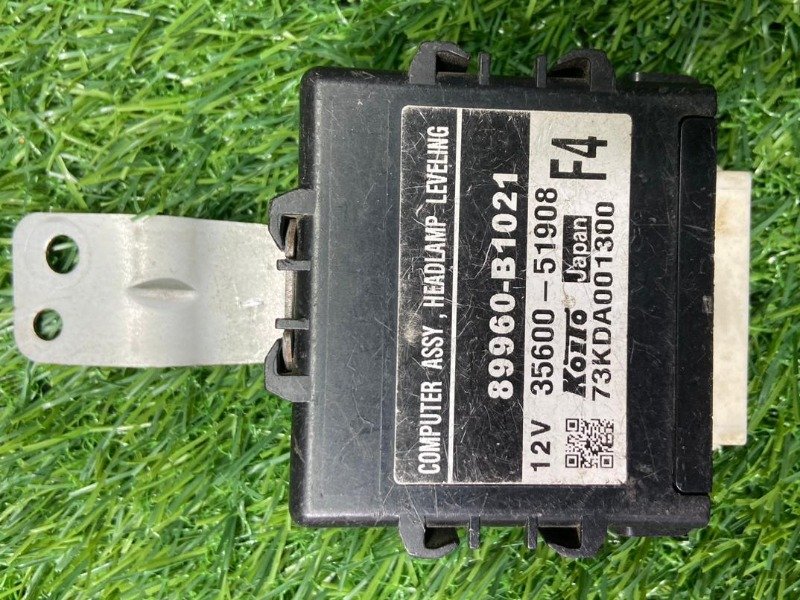 COMPUTER ASSY , HEADLAMP LEVELING
89960-B1021
12V 35600-51908
Koito Japan F4
73KDA001300